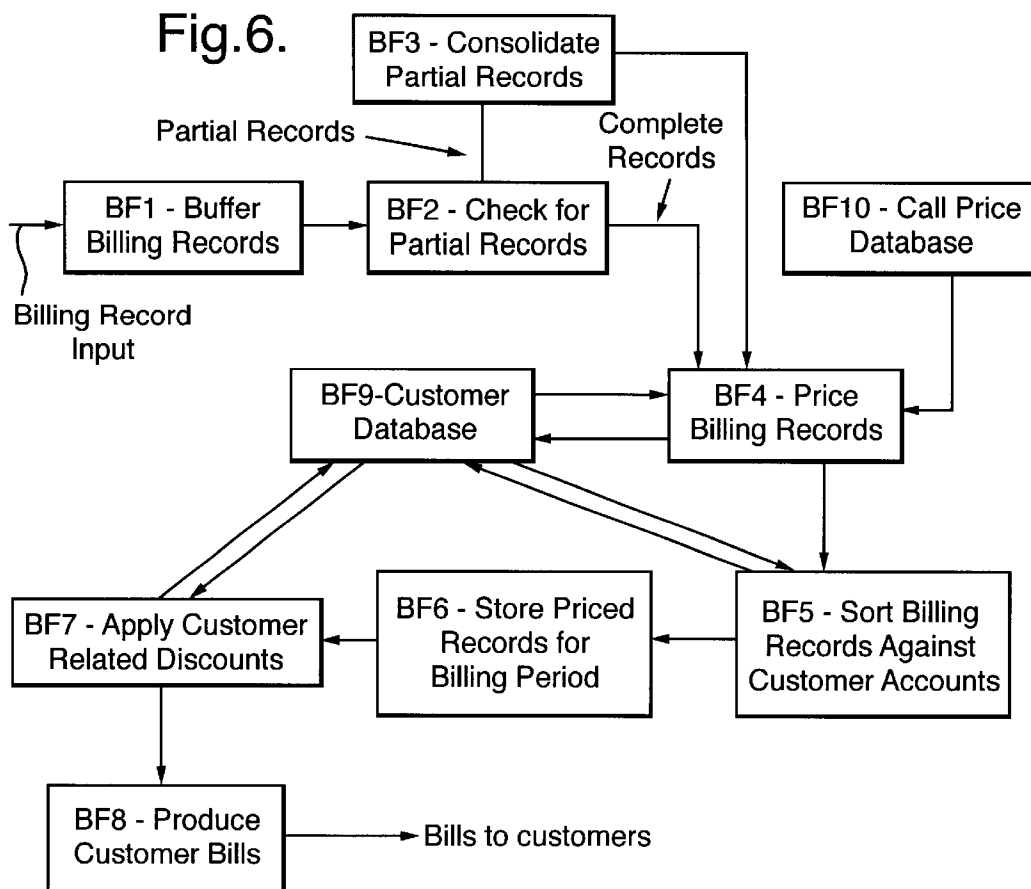 Fig.6.
BF3 - Consolidate
Partial Records
Partial Records
Complete
Records
BF1 - Buffer
Billing Records
BF2 - Check for
Partial Records
BF10 - Call Price
Database
Billing Record
Input
BF9-Customer
Database
BF4 - Price
Billing Records
BF7 - Apply Customer
Related Discounts
BF6 - Store Priced
Records for
Billing Period
BF5 - Sort Billing
Records Against
Customer Accounts
BF8 - Produce
Customer Bills
Bills to customers